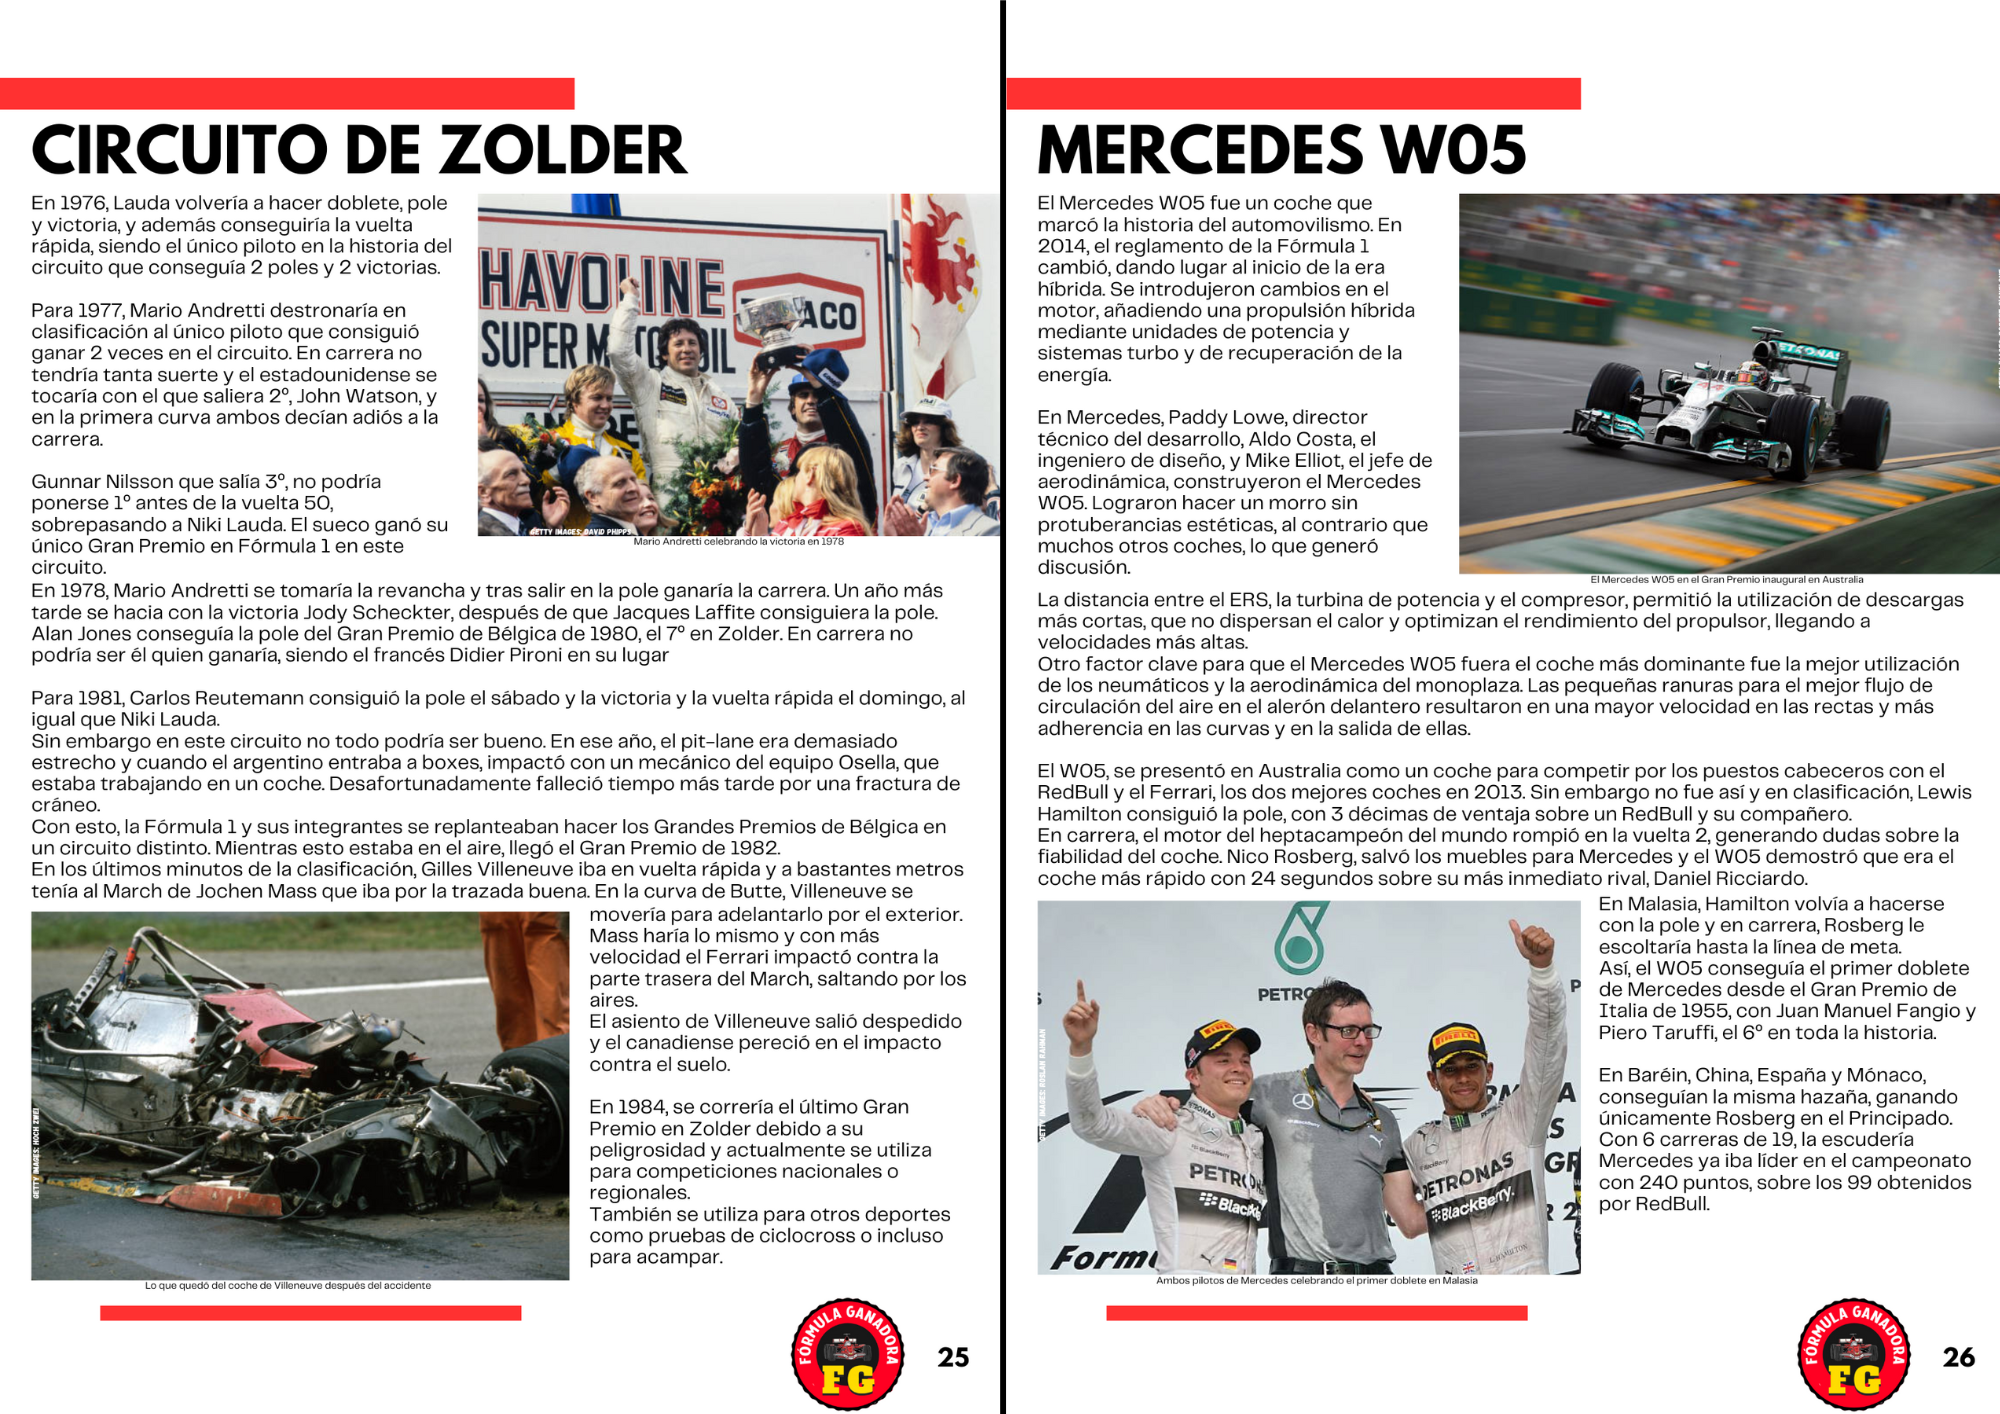 CIRCUITO DE ZOLDER
En 1976, Lauda volvería a hacer doblete, pole
y victoria, y además conseguiría la vuelta
rápida, siendo el único piloto en la historia del
circuito que conseguía 2 poles y 2 victorias.
Para 1977, Mario Andretti destronaría en
clasificación al único piloto que consiguió
ganar 2 veces en el circuito. En carrera no
tendría tanta suerte y el estadounidense se
tocaría con el que saliera 2º, John Watson, y
en la primera curva ambos decían adiós a la
carrera.
Gunnar Nilsson que salía 3º, no podría
ponerse 1º antes de la vuelta 50,
sobrepasando a Niki Lauda. El sueco ganó su
único Gran Premio en Fórmula 1 en este
circuito.
HAVOLINE
SUPER MOTOR OIL
GETTY IMAGES: DAVID PHIPPS
Mario Andretti celebrando la victoria en 1978
En 1978, Mario Andretti se tomaría la revancha y tras salir en la pole ganaría la carrera. Un año más
tarde se hacia con la victoria Jody Scheckter, después de que Jacques Laffite consiguiera la pole.
Alan Jones conseguía la pole del Gran Premio de Bélgica de 1980, el 7º en Zolder. En carrera no
podría ser él quien ganaría, siendo el francés Didier Pironi en su lugar
Para 1981, Carlos Reutemann consiguió la pole el sábado y la victoria y la vuelta rápida el domingo, al
igual que Niki Lauda.
Sin embargo en este circuito no todo podría ser bueno. En ese año, el pit-lane era demasiado
estrecho y cuando el argentino entraba a boxes, impactó con un mecánico del equipo Osella, que
estaba trabajando en un coche. Desafortunadamente falleció tiempo más tarde por una fractura de
cráneo.
Con esto, la Fórmula 1 y sus integrantes se replanteaban hacer los Grandes Premios de Bélgica en
un circuito distinto. Mientras esto estaba en el aire, llegó el Gran Premio de 1982.
En los últimos minutos de la clasificación, Gilles Villeneuve iba en vuelta rápida y a bastantes metros
tenía al March de Jochen Mass que iba por la trazada buena. En la curva de Butte, Villeneuve se
movería para adelantarlo por el exterior.
Mass haría lo mismo y con más
velocidad el Ferrari impactó contra la
parte trasera del March, saltando por los
aires.
El asiento de Villeneuve salió despedido
y el canadiense pereció en el impacto
contra el suelo.
En 1984, se correría el último Gran
Premio en Zolder debido a su
peligrosidad y actualmente se utiliza
para competiciones nacionales o
regionales.
También se utiliza para otros deportes
como pruebas de ciclocross o incluso
para acampar.
GETTY IMAGES: HOCH ZWEI
Lo que quedó del coche de Villeneuve después del accidente
FÓRMULA GANADORA
FG
25
MERCEDES W05
El Mercedes W05 fue un coche que
marcó la historia del automovilismo. En
2014, el reglamento de la Fórmula 1
cambió, dando lugar al inicio de la era
híbrida. Se introdujeron cambios en el
motor, añadiendo una propulsión híbrida
mediante unidades de potencia y
sistemas turbo y de recuperación de la
energía.
En Mercedes, Paddy Lowe, director
técnico del desarrollo, Aldo Costa, el
ingeniero de diseño, y Mike Elliot, el jefe de
aerodinámica, construyeron el Mercedes
W05. Lograron hacer un morro sin
protuberancias estéticas, al contrario que
muchos otros coches, lo que generó
discusión.
PETRONAS
El Mercedes W05 en el Gran Premio inaugural en Australia
La distancia entre el ERS, la turbina de potencia y el compresor, permitió la utilización de descargas
más cortas, que no dispersan el calor y optimizan el rendimiento del propulsor, llegando a
velocidades más altas.
Otro factor clave para que el Mercedes W05 fuera el coche más dominante fue la mejor utilización
de los neumáticos y la aerodinámica del monoplaza. Las pequeñas ranuras para el mejor flujo de
circulación del aire en el alerón delantero resultaron en una mayor velocidad en las rectas y más
adherencia en las curvas y en la salida de ellas.
El W05, se presentó en Australia como un coche para competir por los puestos cabeceros con el
RedBull y el Ferrari, los dos mejores coches en 2013. Sin embargo no fue así y en clasificación, Lewis
Hamilton consiguió la pole, con 3 décimas de ventaja sobre un RedBull y su compañero.
En carrera, el motor del heptacampeón del mundo rompió en la vuelta 2, generando dudas sobre la
fiabilidad del coche. Nico Rosberg, salvó los muebles para Mercedes y el W05 demostró que era el
coche más rápido con 24 segundos sobre su más inmediato rival, Daniel Ricciardo.
En Malasia, Hamilton volvía a hacerse
con la pole y en carrera, Rosberg le
escoltaría hasta la línea de meta.
Así, el W05 conseguía el primer doblete
de Mercedes desde el Gran Premio de
Italia de 1955, con Juan Manuel Fangio y
Piero Taruffi, el 6º en toda la historia.
En Baréin, China, España y Mónaco,
conseguían la misma hazaña, ganando
únicamente Rosberg en el Principado.
Con 6 carreras de 19, la escudería
Mercedes ya iba líder en el campeonato
con 240 puntos, sobre los 99 obtenidos
por RedBull.
GETTY IMAGES: ROSLAN RAHMAN
PETRO
PIRELLI
PIRELLI
PETRONAS
BlackBerry
PETRONAS
BlackBerry
Formu
Ambos pilotos de Mercedes celebrando el primer doblete en Malasia
FÓRMULA GANADORA
FG
26